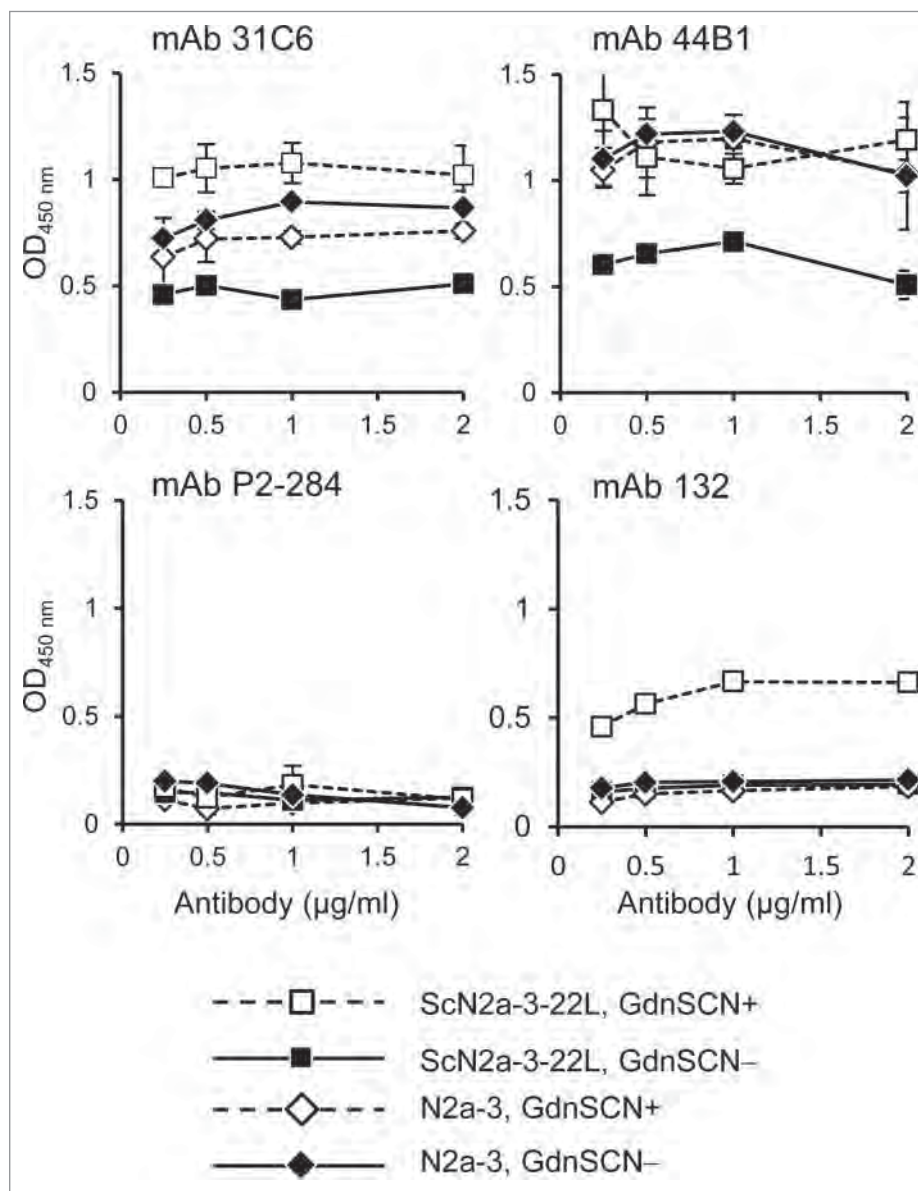 mAb 31C6
mAb 44B1
1.5
1
0.5
0
OD450 nm
0 0.5 1 1.5 2
1.5
1
0.5
0
0 0.5 1 1.5 2
mAb P2-284
mAb 132
1.5
1
0.5
0
OD450 nm
0 0.5 1 1.5 2
Antibody (µg/ml)
1.5
1
0.5
0
0 0.5 1 1.5 2
Antibody (µg/ml)
ScN2a-3-22L, GdnSCN+
ScN2a-3-22L, GdnSCN–
N2a-3, GdnSCN+
N2a-3, GdnSCN–